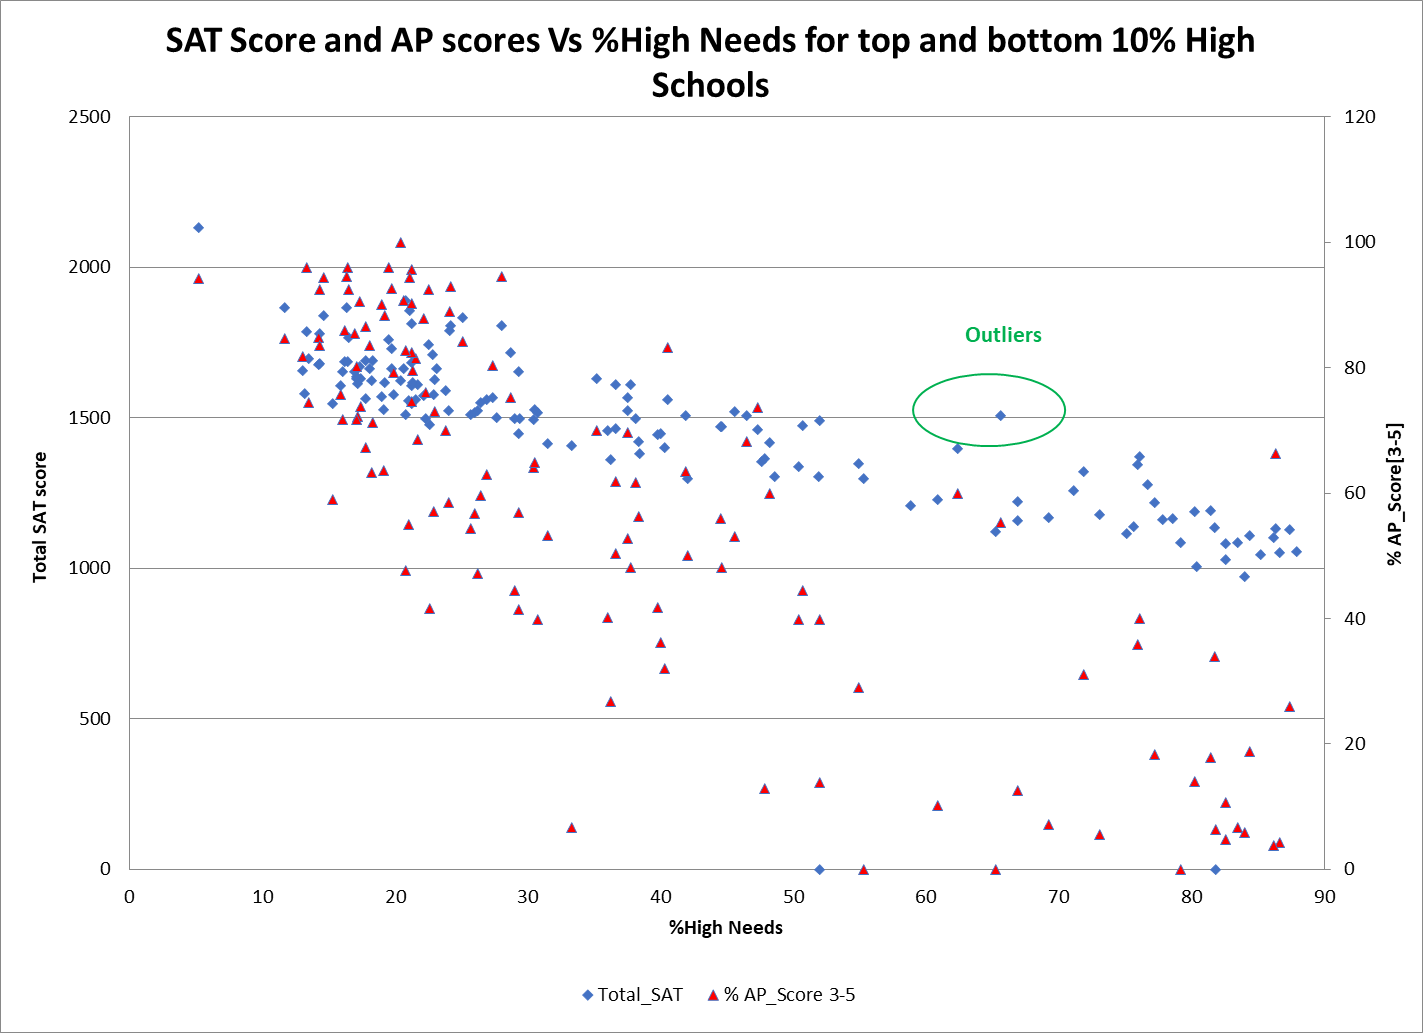 SAT Score and AP scores Vs %High Needs for top and bottom 10% High
Schools
2500
2000
1500
1000
500
0
Total SAT score
120
100
80
60
40
20
0
% AP_Score[3-5]
Outliers
0 10 20 30 40 50 60 70 80 90
%High Needs
Total_SAT % AP_Score 3-5